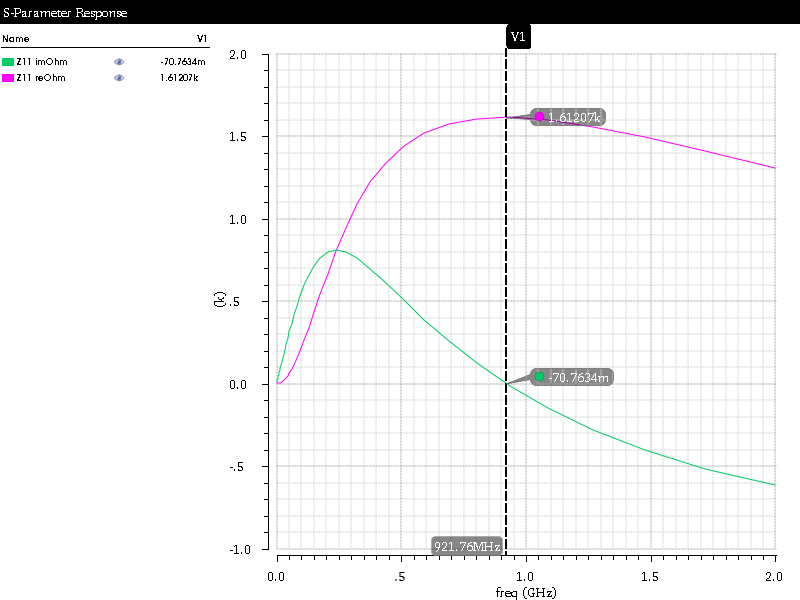 S-Parameter Response
Name V1
Z11 imOhm -70.7634m
Z11 reOhm 1.61207k
V1
2.0
1.5
1.0
.5
0.0
-.5
-1.0
(k)
1.61207k
-70.7634m
921.76MHz
0.0 .5 1.0 1.5 2.0
freq (GHz)